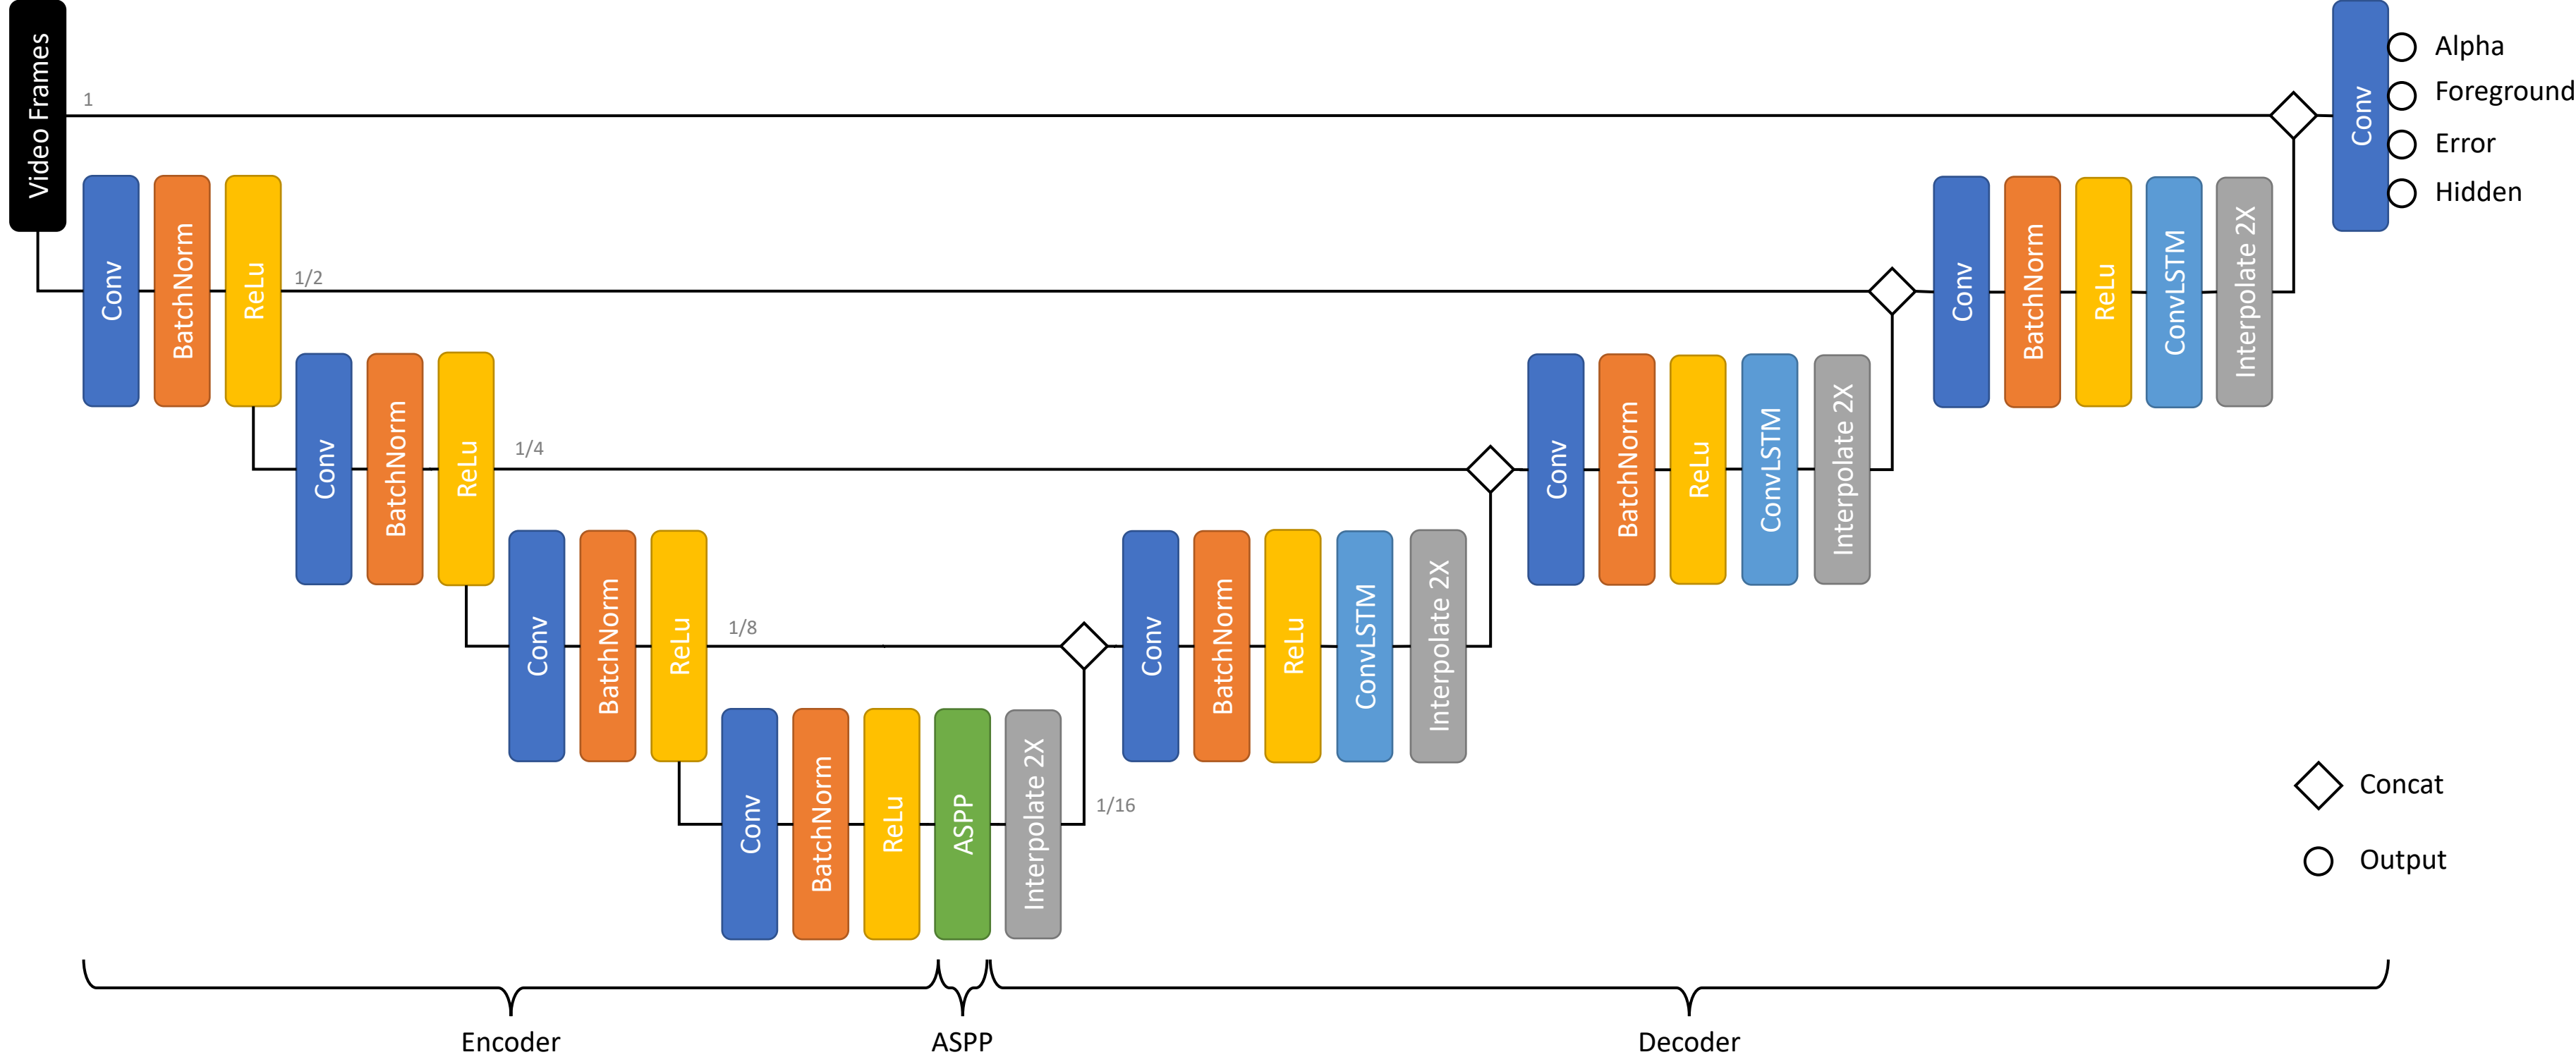 Video Frames
1
Conv
Alpha
Foreground
Error
Hidden
Conv
BatchNorm
ReLu
1/2
Conv
BatchNorm
ReLu
ConvLSTM
Interpolate 2X
Conv
BatchNorm
ReLu
1/4
Conv
BatchNorm
ReLu
ConvLSTM
Interpolate 2X
Conv
BatchNorm
ReLu
1/8
Conv
BatchNorm
ReLu
ConvLSTM
Interpolate 2X
Conv
BatchNorm
ReLu
ASPP
Interpolate 2X
1/16
Concat
Output
Encoder
ASPP
Decoder